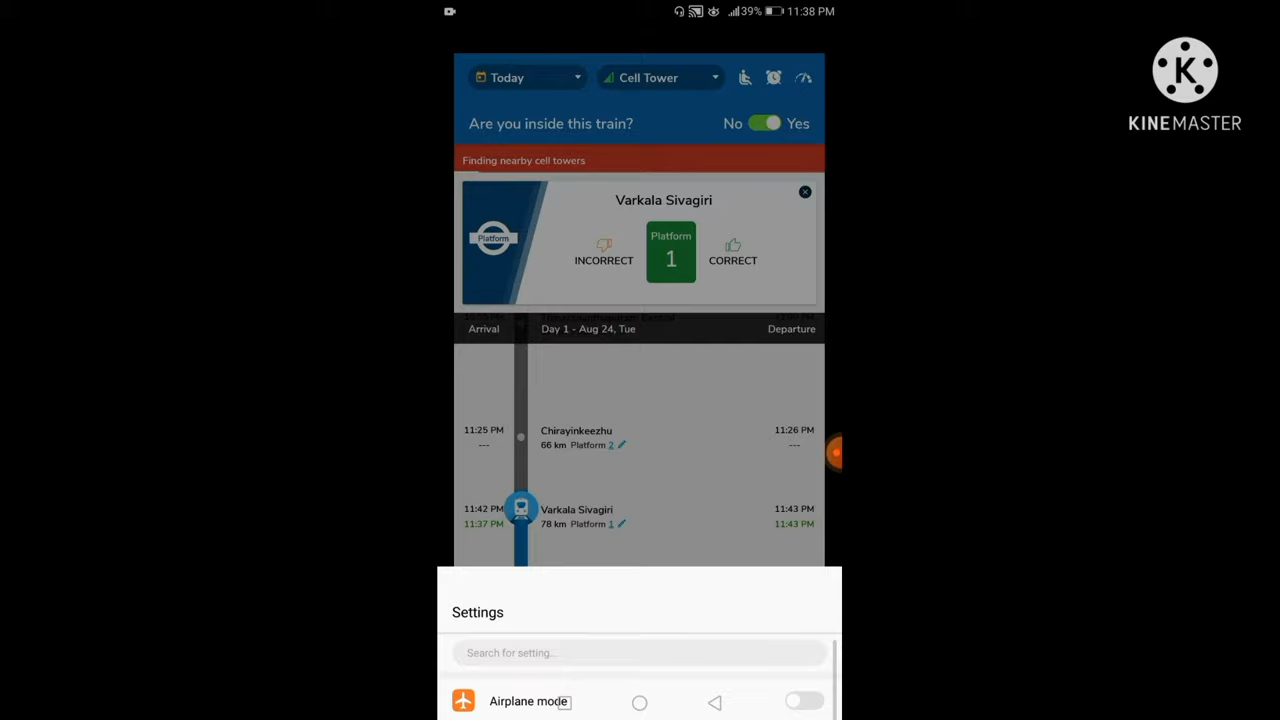 39% 11:38 PM
Today
Cell Tower
Are you inside this train?
No Yes
Finding nearby cell towers
Varkala Sivagiri
Platform
INCORRECT
Platform
1
CORRECT
Arrival
Day 1 - Aug 24, Tue
Departure
11:25 PM
---
Chirayinkeezhu
66 km Platform 2
11:26 PM
---
11:42 PM
11:37 PM
Varkala Sivagiri
78 km Platform 1
11:43 PM
11:43 PM
Settings
Search for setting...
Airplane mode
K
KINEMASTER